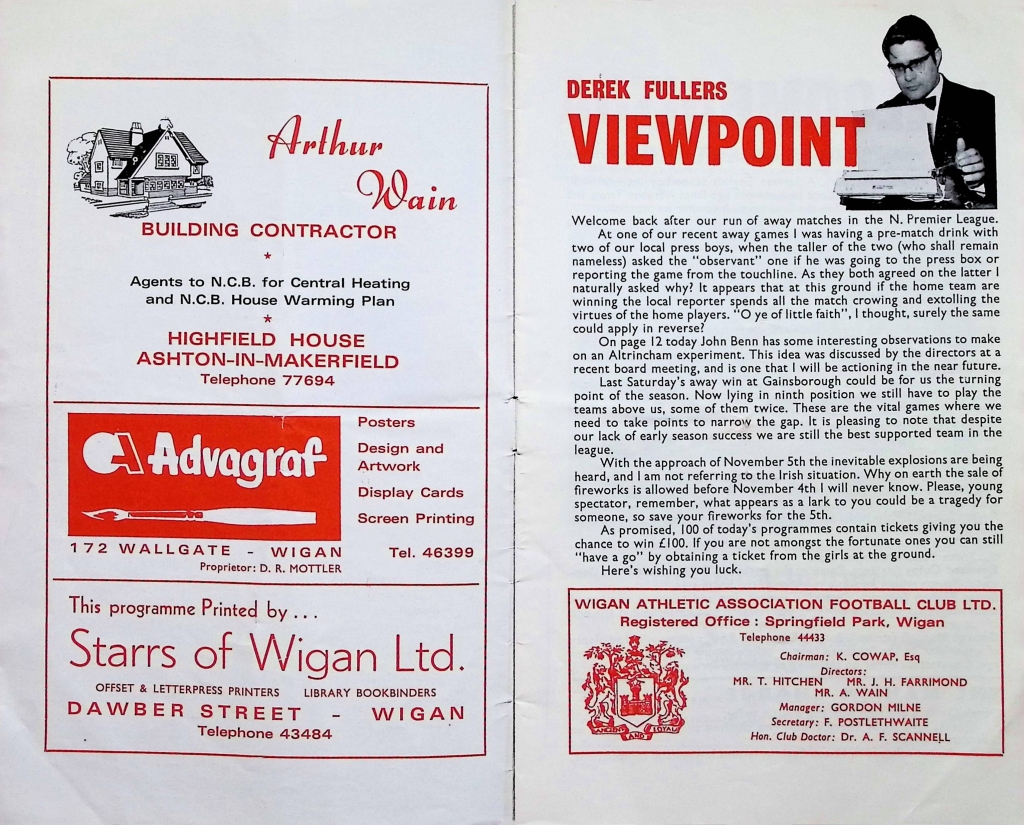 Arthur
Wain
BUILDING CONTRACTOR
*
Agents to N.C.B. for Central Heating
and N.C.B. House Warming Plan
*
HIGHFIELD HOUSE
ASHTON-IN-MAKERFIELD
Telephone 77694
Advagraf
Posters
Design and
Artwork
Display Cards
Screen Printing
172 WALLGATE - WIGAN Tel. 46399
Proprietor: D. R. MOTTLER
This programme Printed by ...
Starrs of Wigan Ltd.
OFFSET & LETTERPRESS PRINTERS LIBRARY BOOKBINDERS
DAWBER STREET - WIGAN
Telephone 43484
DEREK FULLERS
VIEWPOINT
Welcome back after our run of away matches in the N. Premier League.
At one of our recent away games I was having a pre-match drink with
two of our local press boys, when the taller of the two (who shall remain
nameless) asked the "observant" one if he was going to the press box or
reporting the game from the touchline. As they both agreed on the latter I
naturally asked why? It appears that at this ground if the home team are
winning the local reporter spends all the match crowing and extolling the
virtues of the home players. "O ye of little faith", I thought, surely the same
could apply in reverse?
On page 12 today John Benn has some interesting observations to make
on an Altrincham experiment. This idea was discussed by the directors at a
recent board meeting, and is one that I will be actioning in the near future.
Last Saturday's away win at Gainsborough could be for us the turning
point of the season. Now lying in ninth position we still have to play the
teams above us, some of them twice. These are the vital games where we
need to take points to narrow the gap. It is pleasing to note that despite
our lack of early season success we are still the best supported team in the
league.
With the approach of November 5th the inevitable explosions are being
heard, and I am not referring to the Irish situation. Why on earth the sale of
fireworks is allowed before November 4th I will never know. Please, young
spectator, remember, what appears as a lark to you could be a tragedy for
someone, so save your fireworks for the 5th.
As promised, 100 of today's programmes contain tickets giving you the
chance to win £100. If you are not amongst the fortunate ones you can still
"have a go" by obtaining a ticket from the girls at the ground.
Here's wishing you luck.
WIGAN ATHLETIC ASSOCIATION FOOTBALL CLUB LTD.
Registered Office : Springfield Park, Wigan
Telephone 44433
Chairman: K. COWAP, Esq
Directors:
MR. T. HITCHEN MR. J. H. FARRIMOND
MR. A. WAIN
Manager: GORDON MILNE
Secretary: F. POSTLETHWAITE
Hon. Club Doctor: Dr. A. F. SCANNELL
ANCIENT AND LOYAL